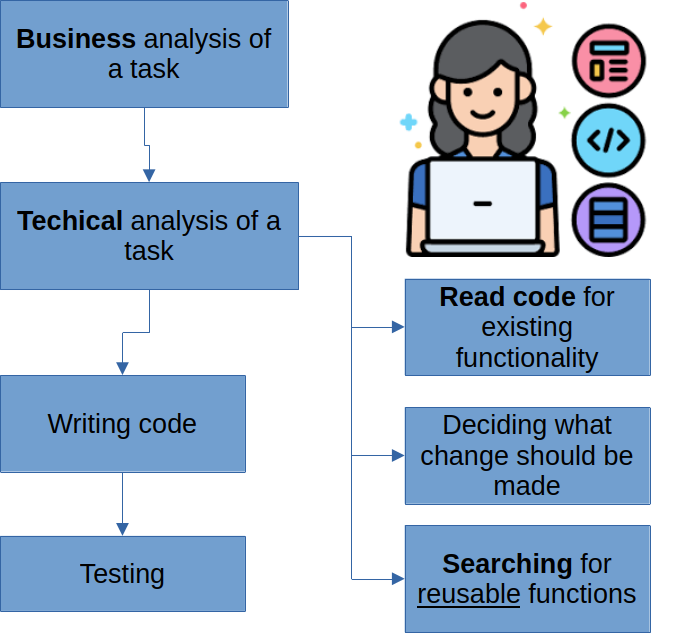 Business analysis of
a task
Techical analysis of a
task
Writing code
Testing
</>
Read code for
existing
functionality
Deciding what
change should be
made
Searching for
reusable functions